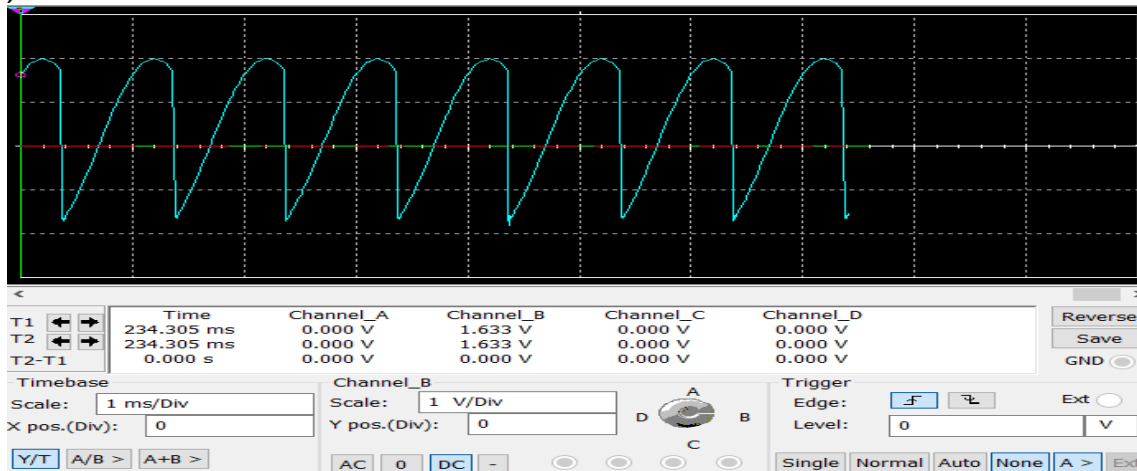 )
Time Channel_A Channel_B Channel_C Channel_D
T1 234.305 ms 0.000 V 1.633 V 0.000 V 0.000 V
T2 234.305 ms 0.000 V 1.633 V 0.000 V 0.000 V
T2-T1 0.000 s 0.000 V 0.000 V 0.000 V 0.000 V
Reverse
Save
GND
Timebase
Scale: 1 ms/Div
X pos.(Div): 0
Y/T A/B > A+B >
Channel_B
Scale: 1 V/Div
Y pos.(Div): 0
AC 0 DC -
A
D B
C
Trigger
Edge: Ext
Level: 0 V
Single Normal Auto None A > Ext